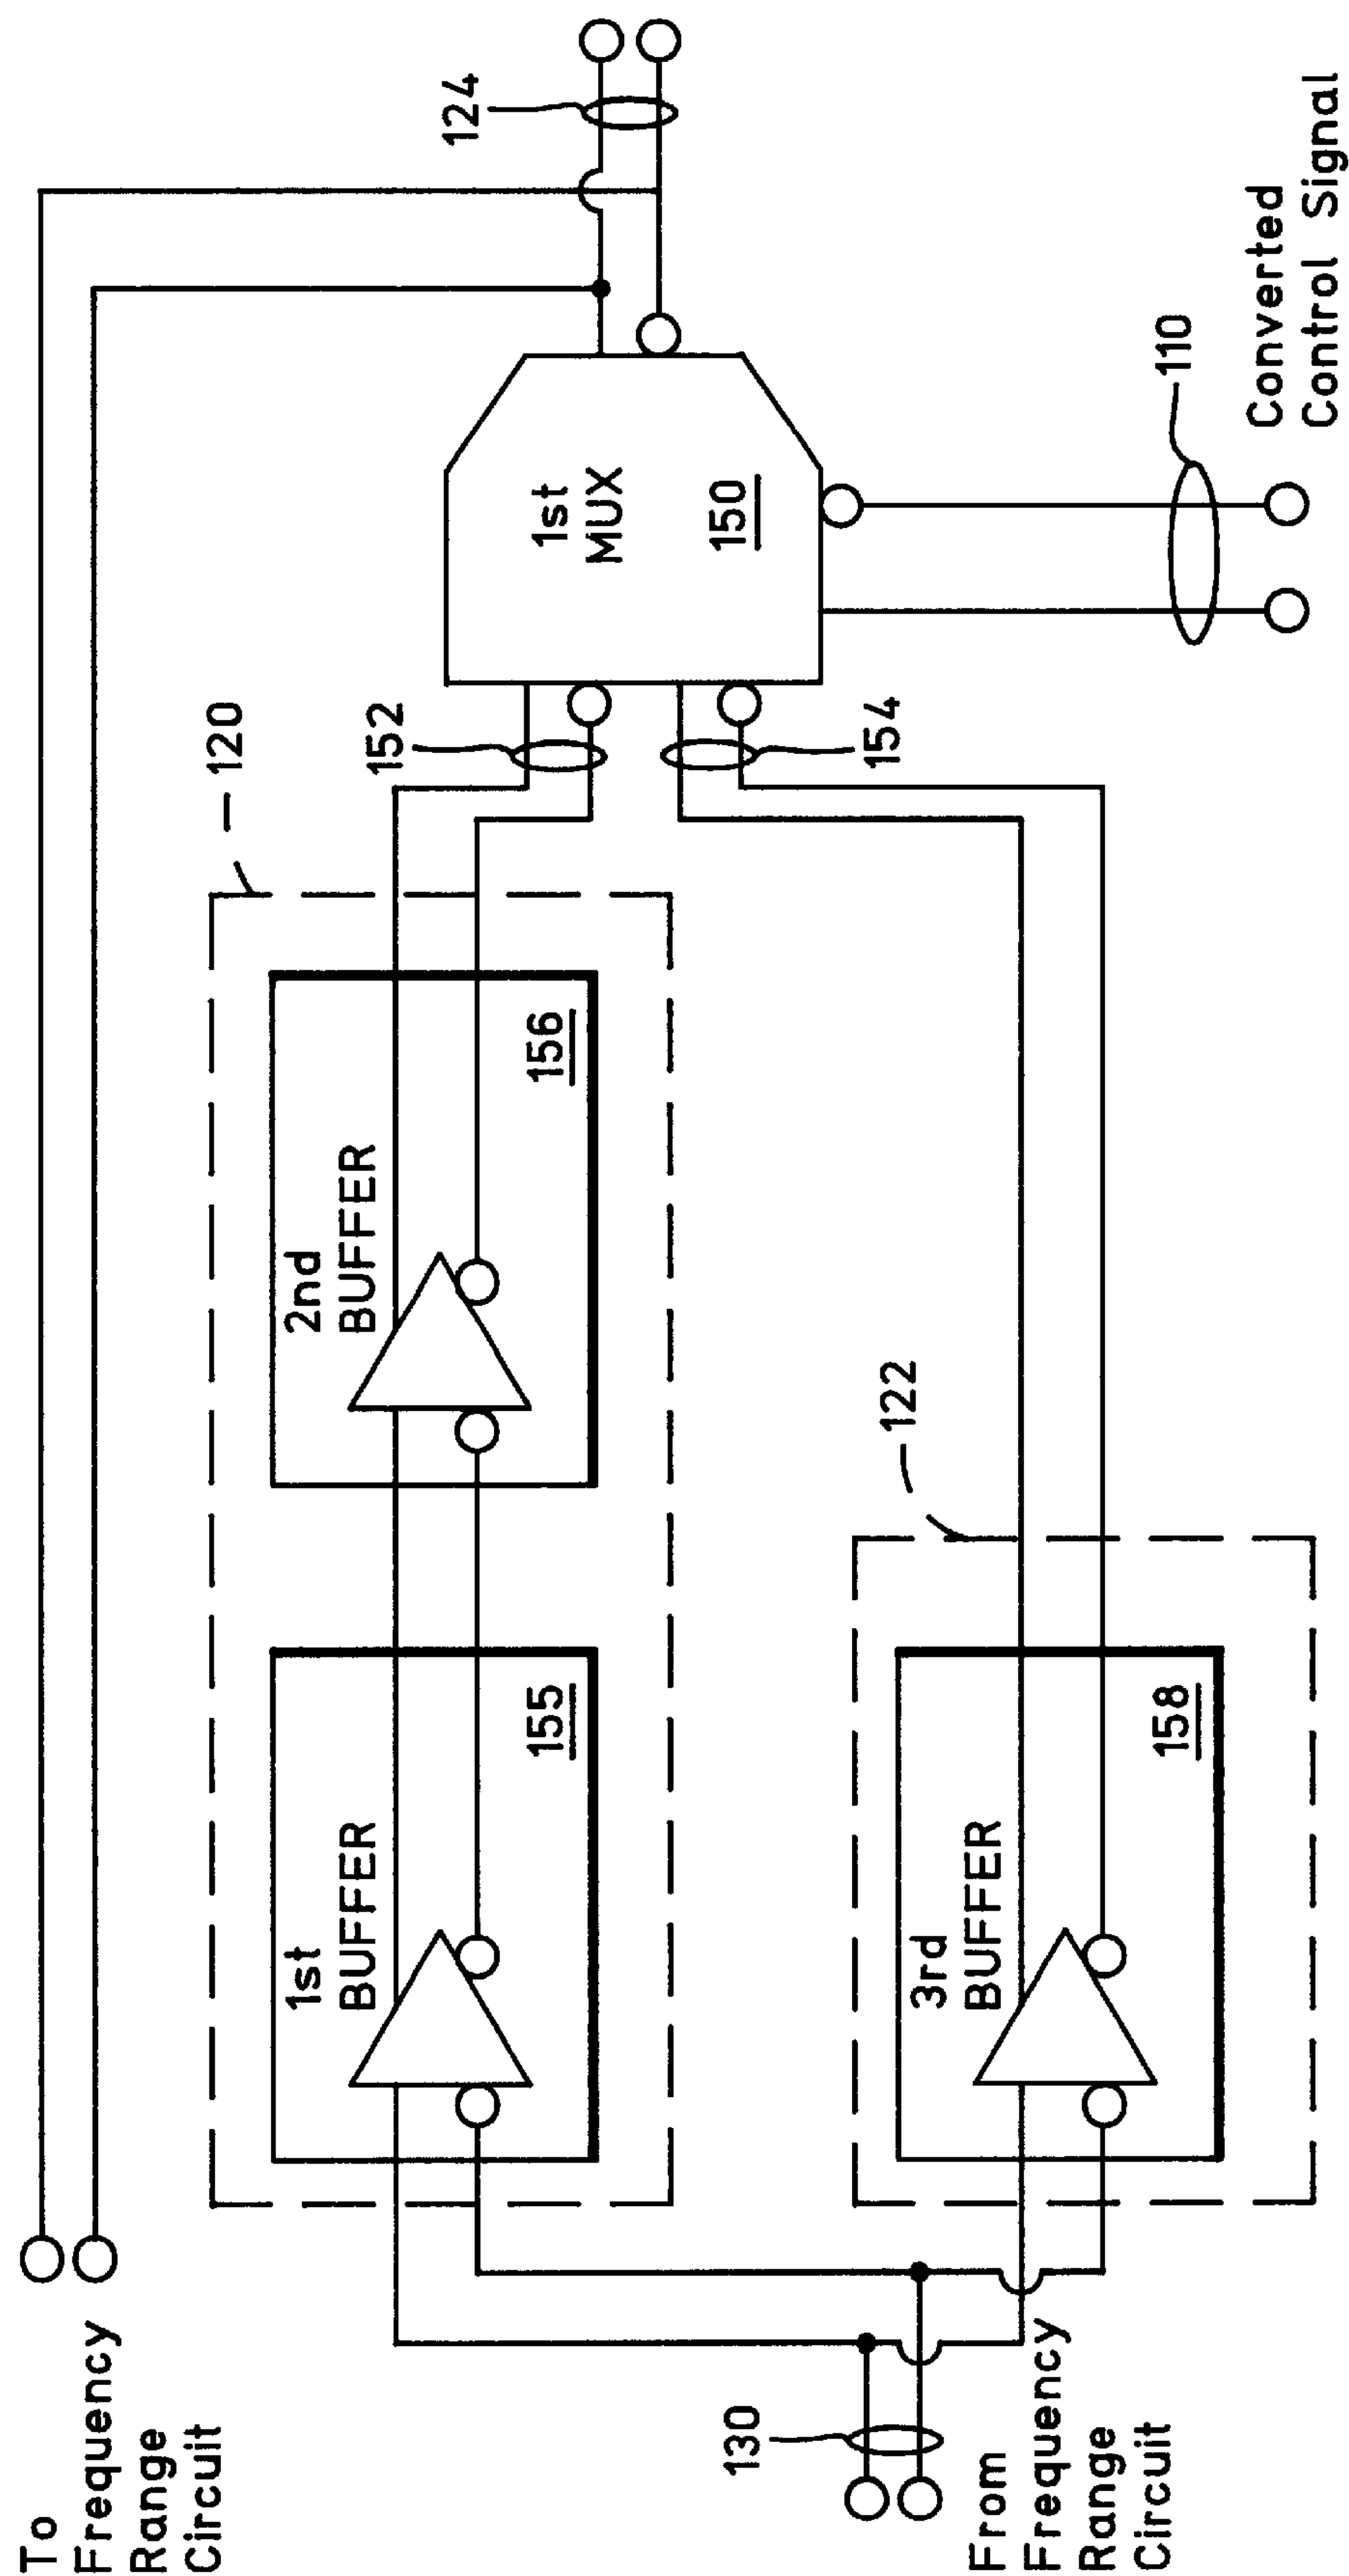 To
Frequency
Range
Circuit
120
1st
BUFFER
155
2nd
BUFFER
156
152
154
1st
MUX
150
124
130
From
Frequency
Range
Circuit
122
3rd
BUFFER
158
110
Converted
Control Signal